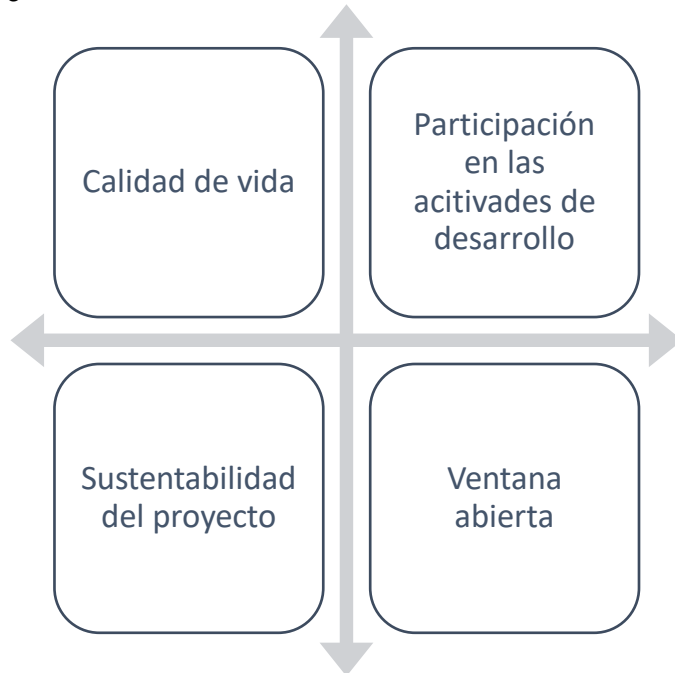 Calidad de vida
Participación
en las
acitivades de
desarrollo
Sustentabilidad
del proyecto
Ventana
abierta